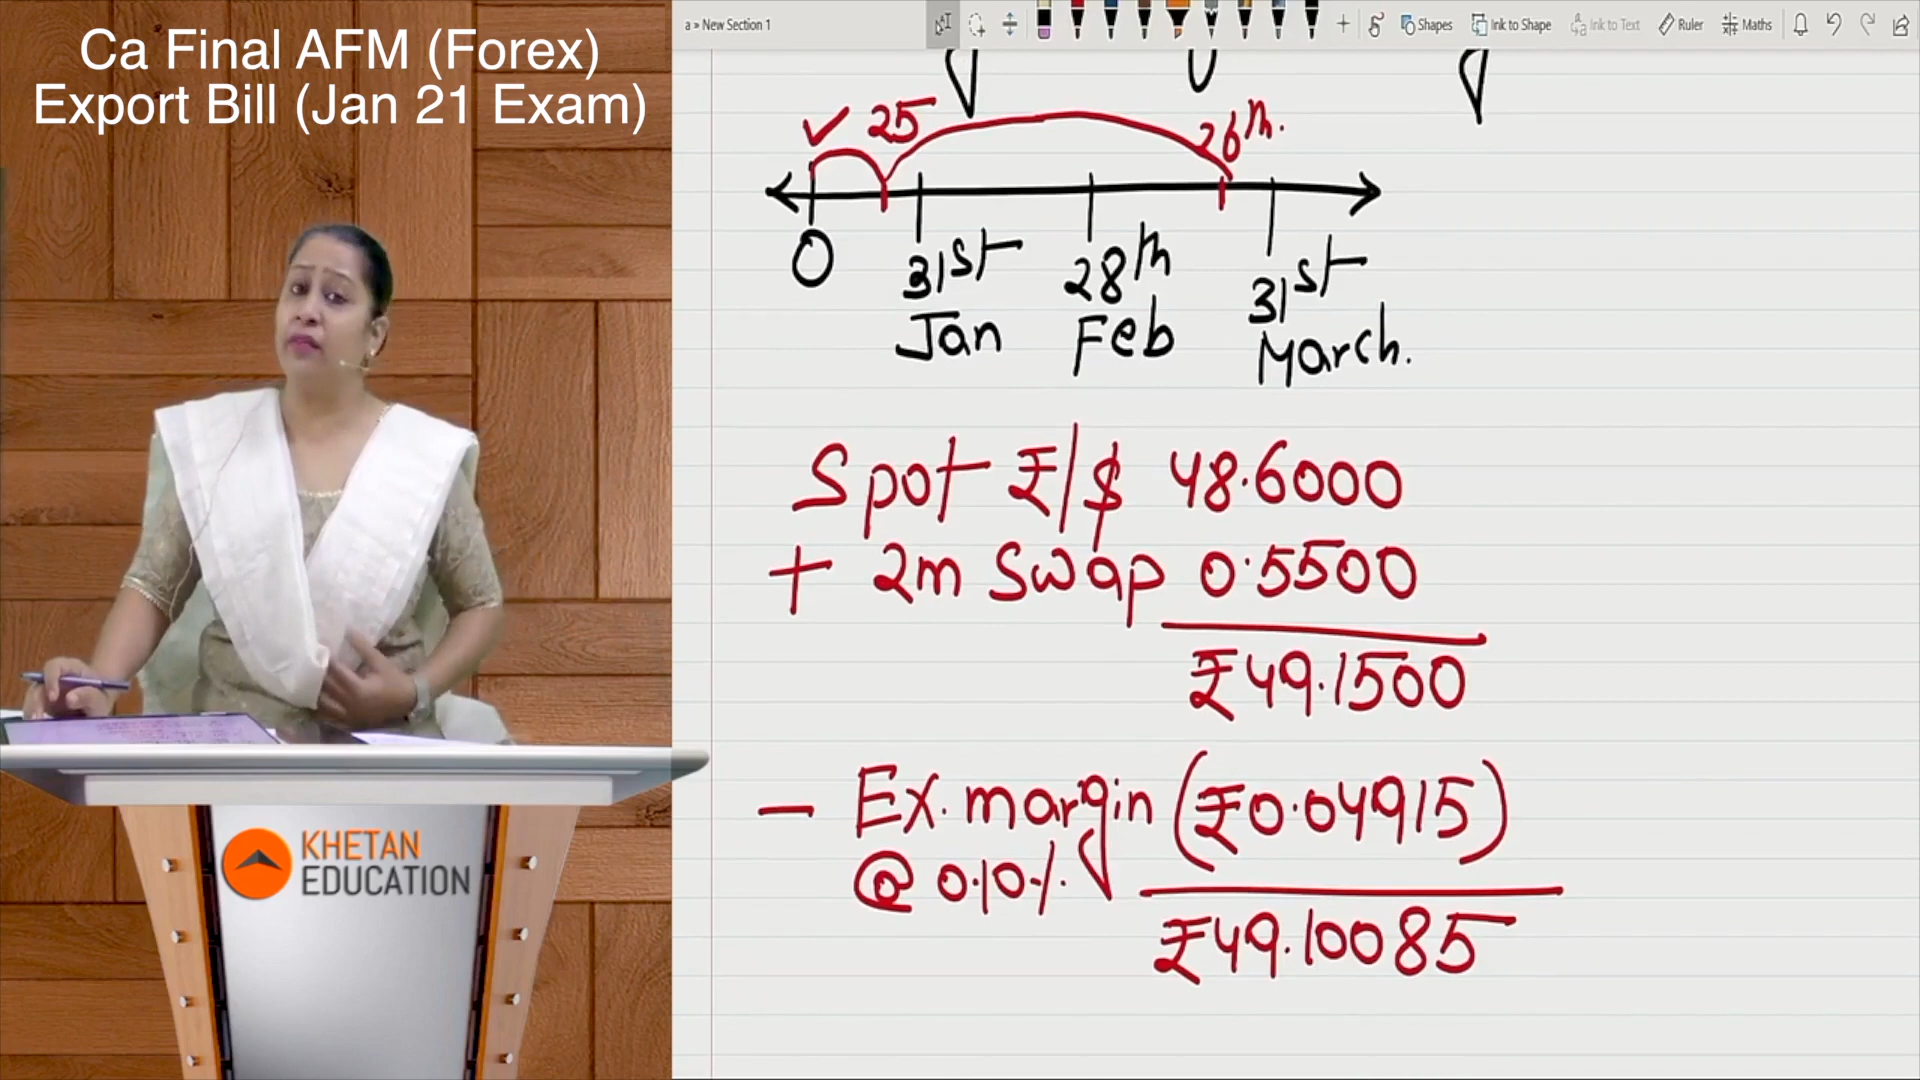 Ca Final AFM (Forex)
Export Bill (Jan 21 Exam)
a » New Section 1
Shapes
Ink to Shape
Ink to Text
Ruler
Maths
✓ 25
26th.
0
31st
Jan
28th
Feb
31st
March.
Spot ₹/$ 48.6000
+ 2m Swap 0.5500
₹49.1500
- Ex. margin (₹0.04915)
@ 0.10%
₹49.10085
KHETAN
EDUCATION